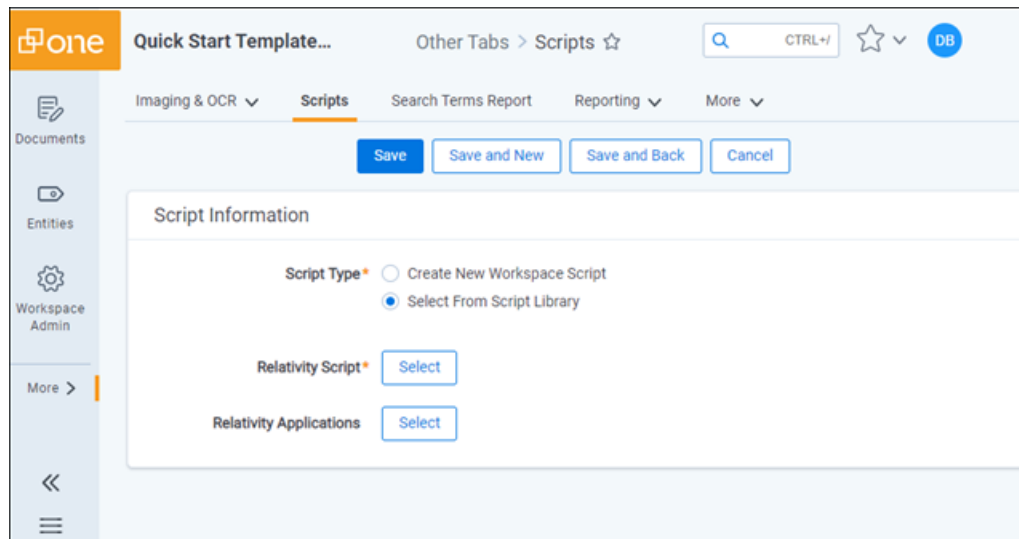 one
Quick Start Template...
Other Tabs > Scripts
CTRL+/
DB
Imaging & OCR
Scripts
Search Terms Report
Reporting
More
Documents
Save
Save and New
Save and Back
Cancel
Entities
Script Information
Script Type*
Create New Workspace Script
Select From Script Library
Workspace
Admin
Relativity Script*
Select
More >
Relativity Applications
Select